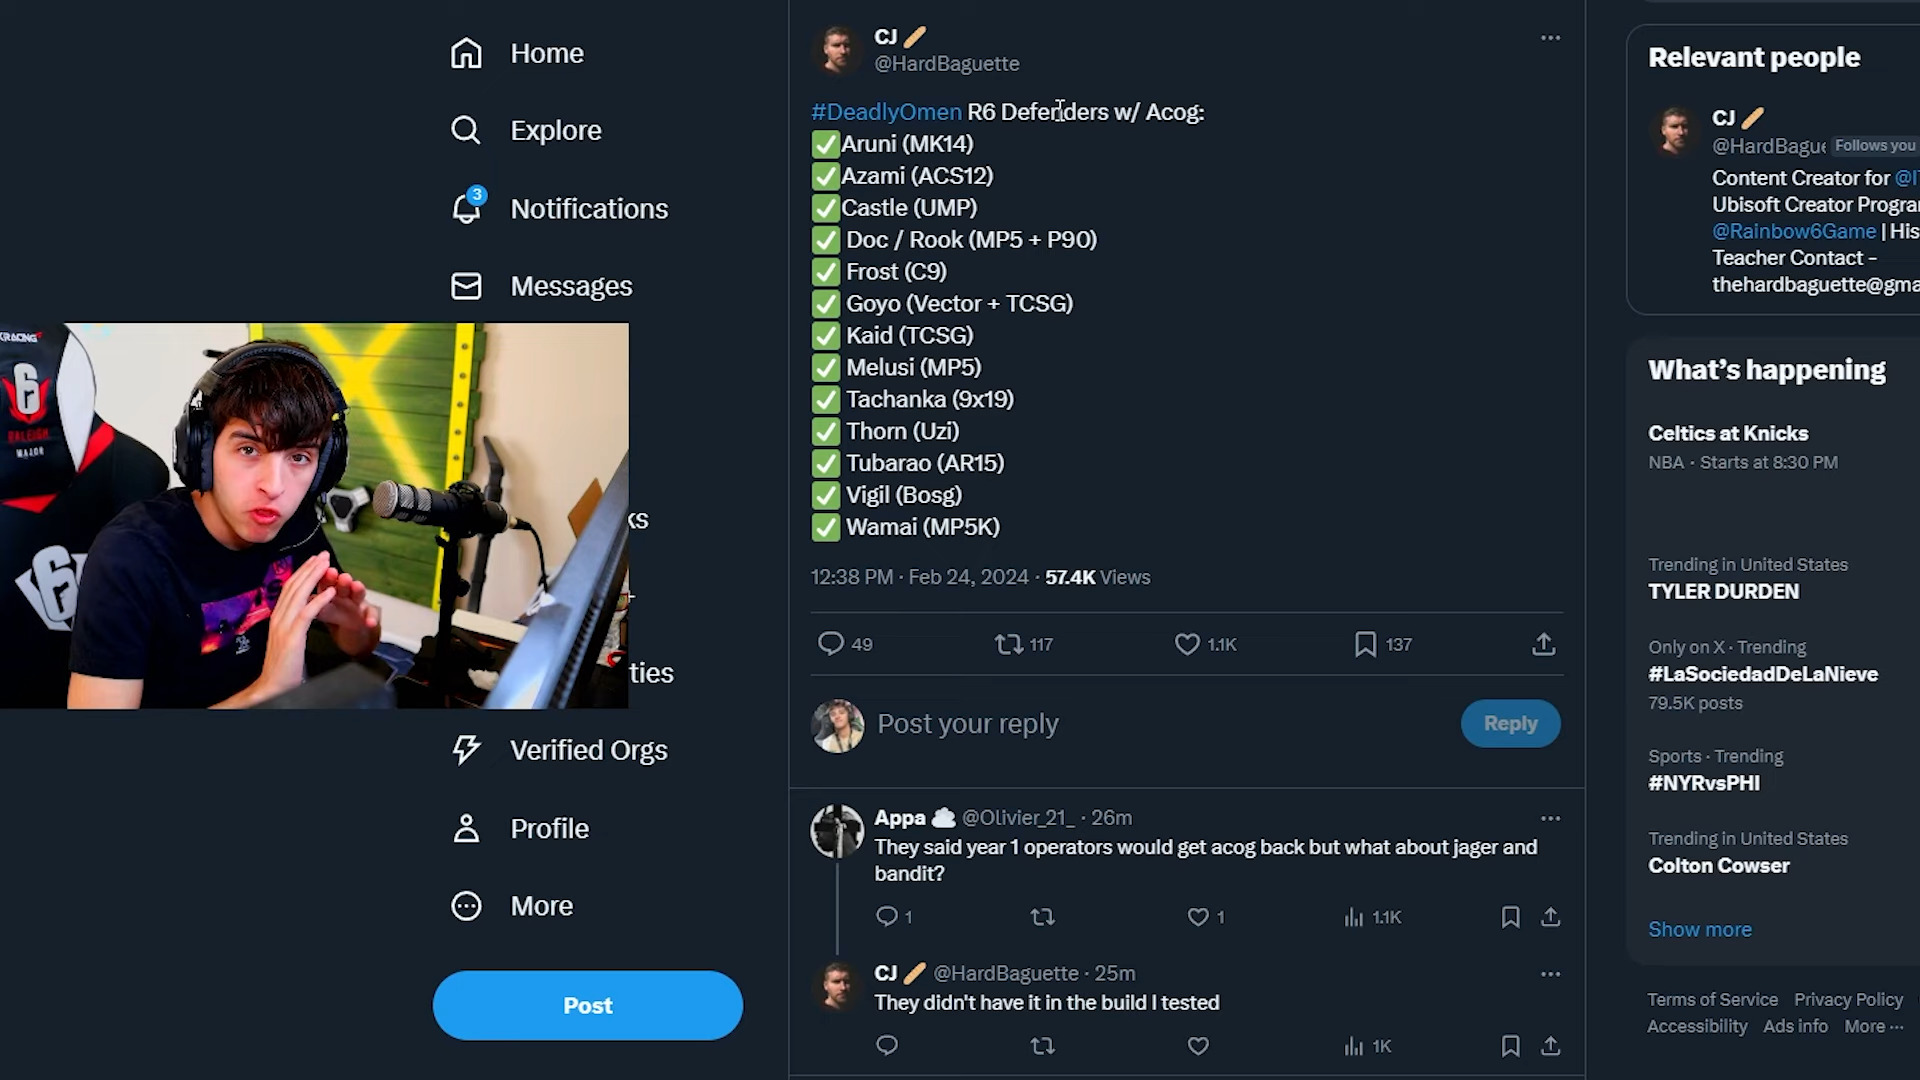 Home
Explore
3
Notifications
Messages
ks
ties
Verified Orgs
Profile
More
Post
CJ
@HardBaguette
#DeadlyOmen R6 Defenders w/ Acog:
✅Aruni (MK14)
✅Azami (ACS12)
✅Castle (UMP)
✅ Doc / Rook (MP5 + P90)
✅ Frost (C9)
✅ Goyo (Vector + TCSG)
✅ Kaid (TCSG)
✅ Melusi (MP5)
✅ Tachanka (9x19)
✅ Thorn (Uzi)
✅ Tubarao (AR15)
✅ Vigil (Bosg)
✅ Wamai (MP5K)
12:38 PM · Feb 24, 2024 · 57.4K Views
49 117 1.1K 137
Post your reply
Reply
Appa @Olivier_21_ · 26m
They said year 1 operators would get acog back but what about jager and
bandit?
1 1 1.1K
CJ @HardBaguette · 25m
They didn't have it in the build I tested
1K
Relevant people
CJ
@HardBague Follows you
Content Creator for @I
Ubisoft Creator Progra
@Rainbow6Game | His
Teacher Contact -
thehardbaguette@gma
What's happening
Celtics at Knicks
NBA · Starts at 8:30 PM
Trending in United States
TYLER DURDEN
Only on X · Trending
#LaSociedadDeLaNieve
79.5K posts
Sports · Trending
#NYRvsPHI
Trending in United States
Colton Cowser
Show more
Terms of Service Privacy Policy
Accessibility Ads info More ...
XRACING
6
RALEIGH
MAJOR
6